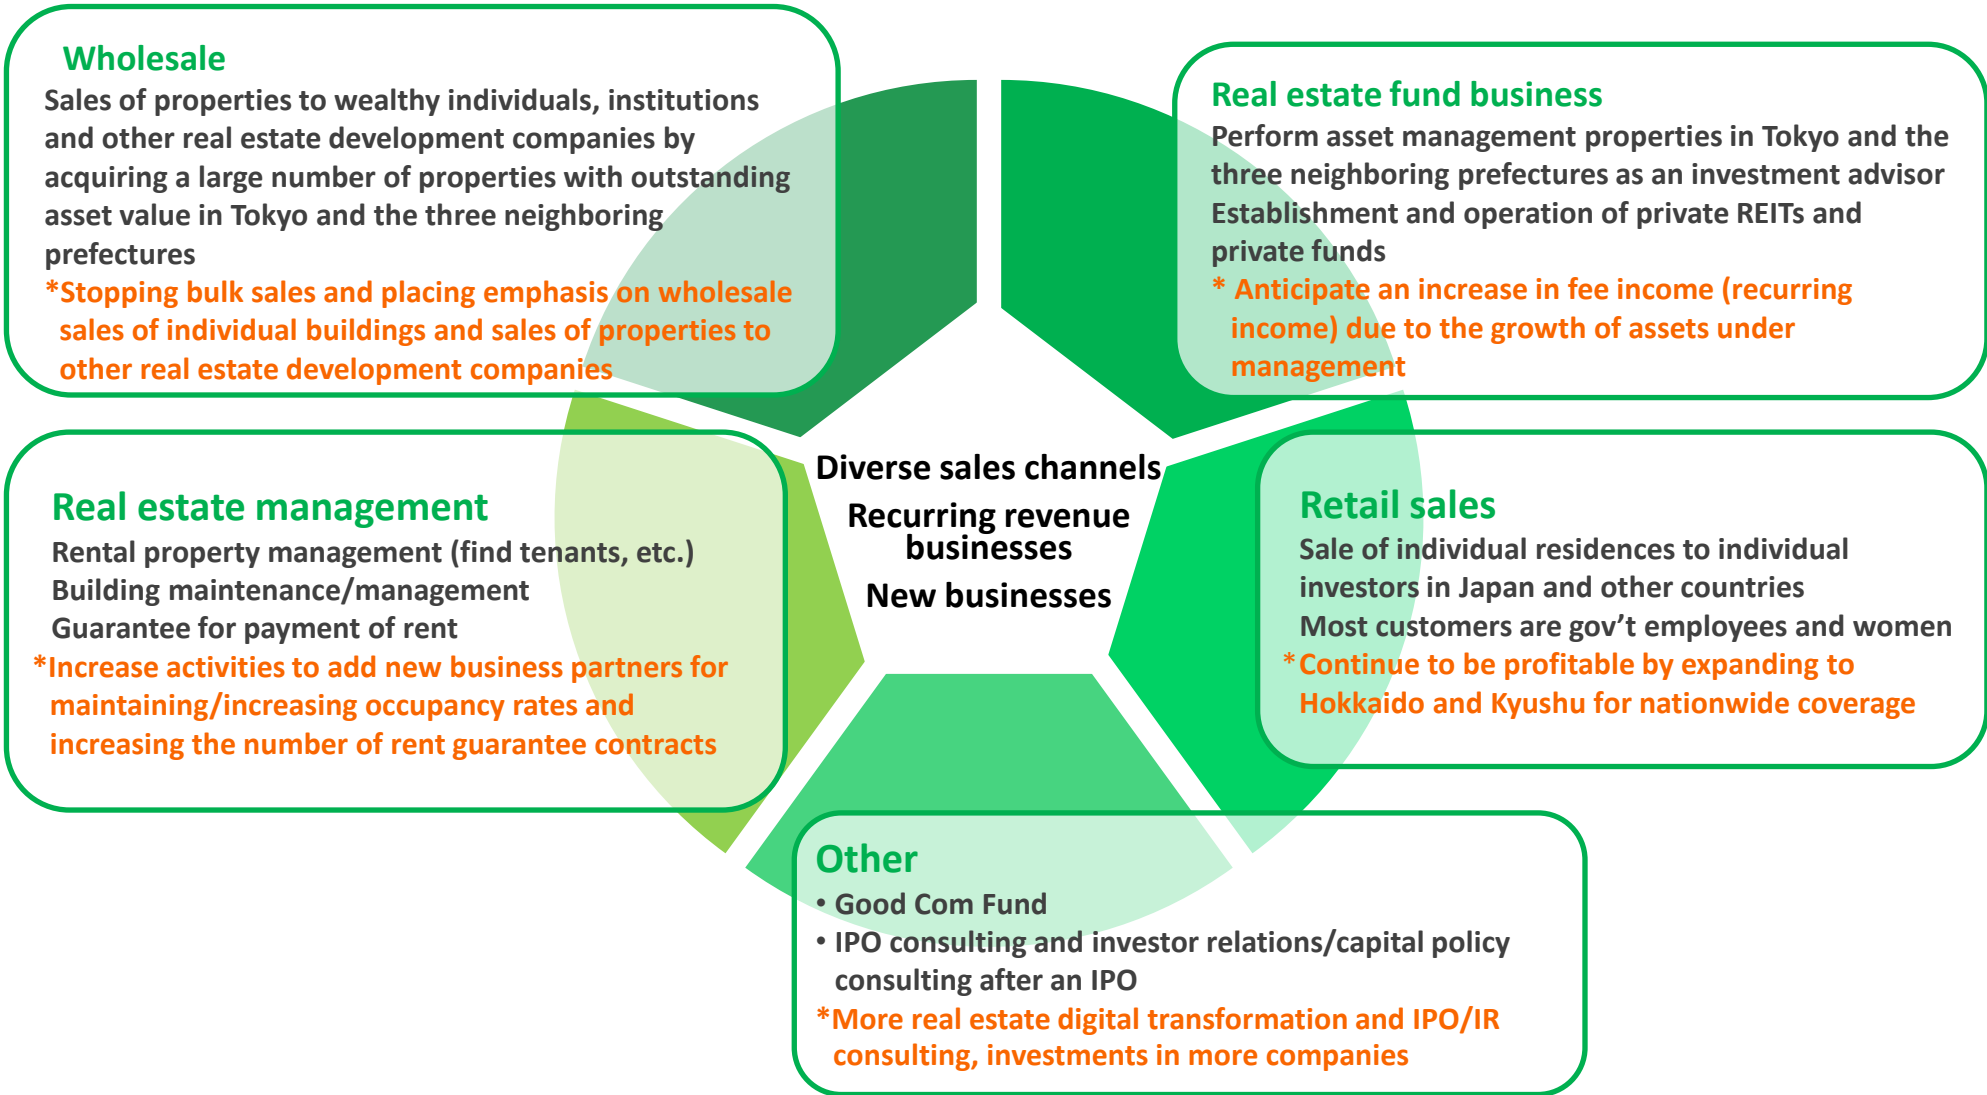 Wholesale
Sales of properties to wealthy individuals, institutions
and other real estate development companies by
acquiring a large number of properties with outstanding
asset value in Tokyo and the three neighboring
prefectures
*Stopping bulk sales and placing emphasis on wholesale
sales of individual buildings and sales of properties to
other real estate development companies
Real estate fund business
Perform asset management properties in Tokyo and the
three neighboring prefectures as an investment advisor
Establishment and operation of private REITs and
private funds
* Anticipate an increase in fee income (recurring
income) due to the growth of assets under
management
Diverse sales channels
Recurring revenue
businesses
New businesses
Real estate management
Rental property management (find tenants, etc.)
Building maintenance/management
Guarantee for payment of rent
*Increase activities to add new business partners for
maintaining/increasing occupancy rates and
increasing the number of rent guarantee contracts
Retail sales
Sale of individual residences to individual
investors in Japan and other countries
Most customers are gov’t employees and women
*Continue to be profitable by expanding to
Hokkaido and Kyushu for nationwide coverage
Other
• Good Com Fund
• IPO consulting and investor relations/capital policy
consulting after an IPO
*More real estate digital transformation and IPO/IR
consulting, investments in more companies